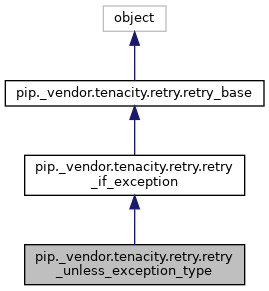 object
pip._vendor.tenacity.retry.retry_base
pip._vendor.tenacity.retry.retry
_if_exception
pip._vendor.tenacity.retry.retry
_unless_exception_type